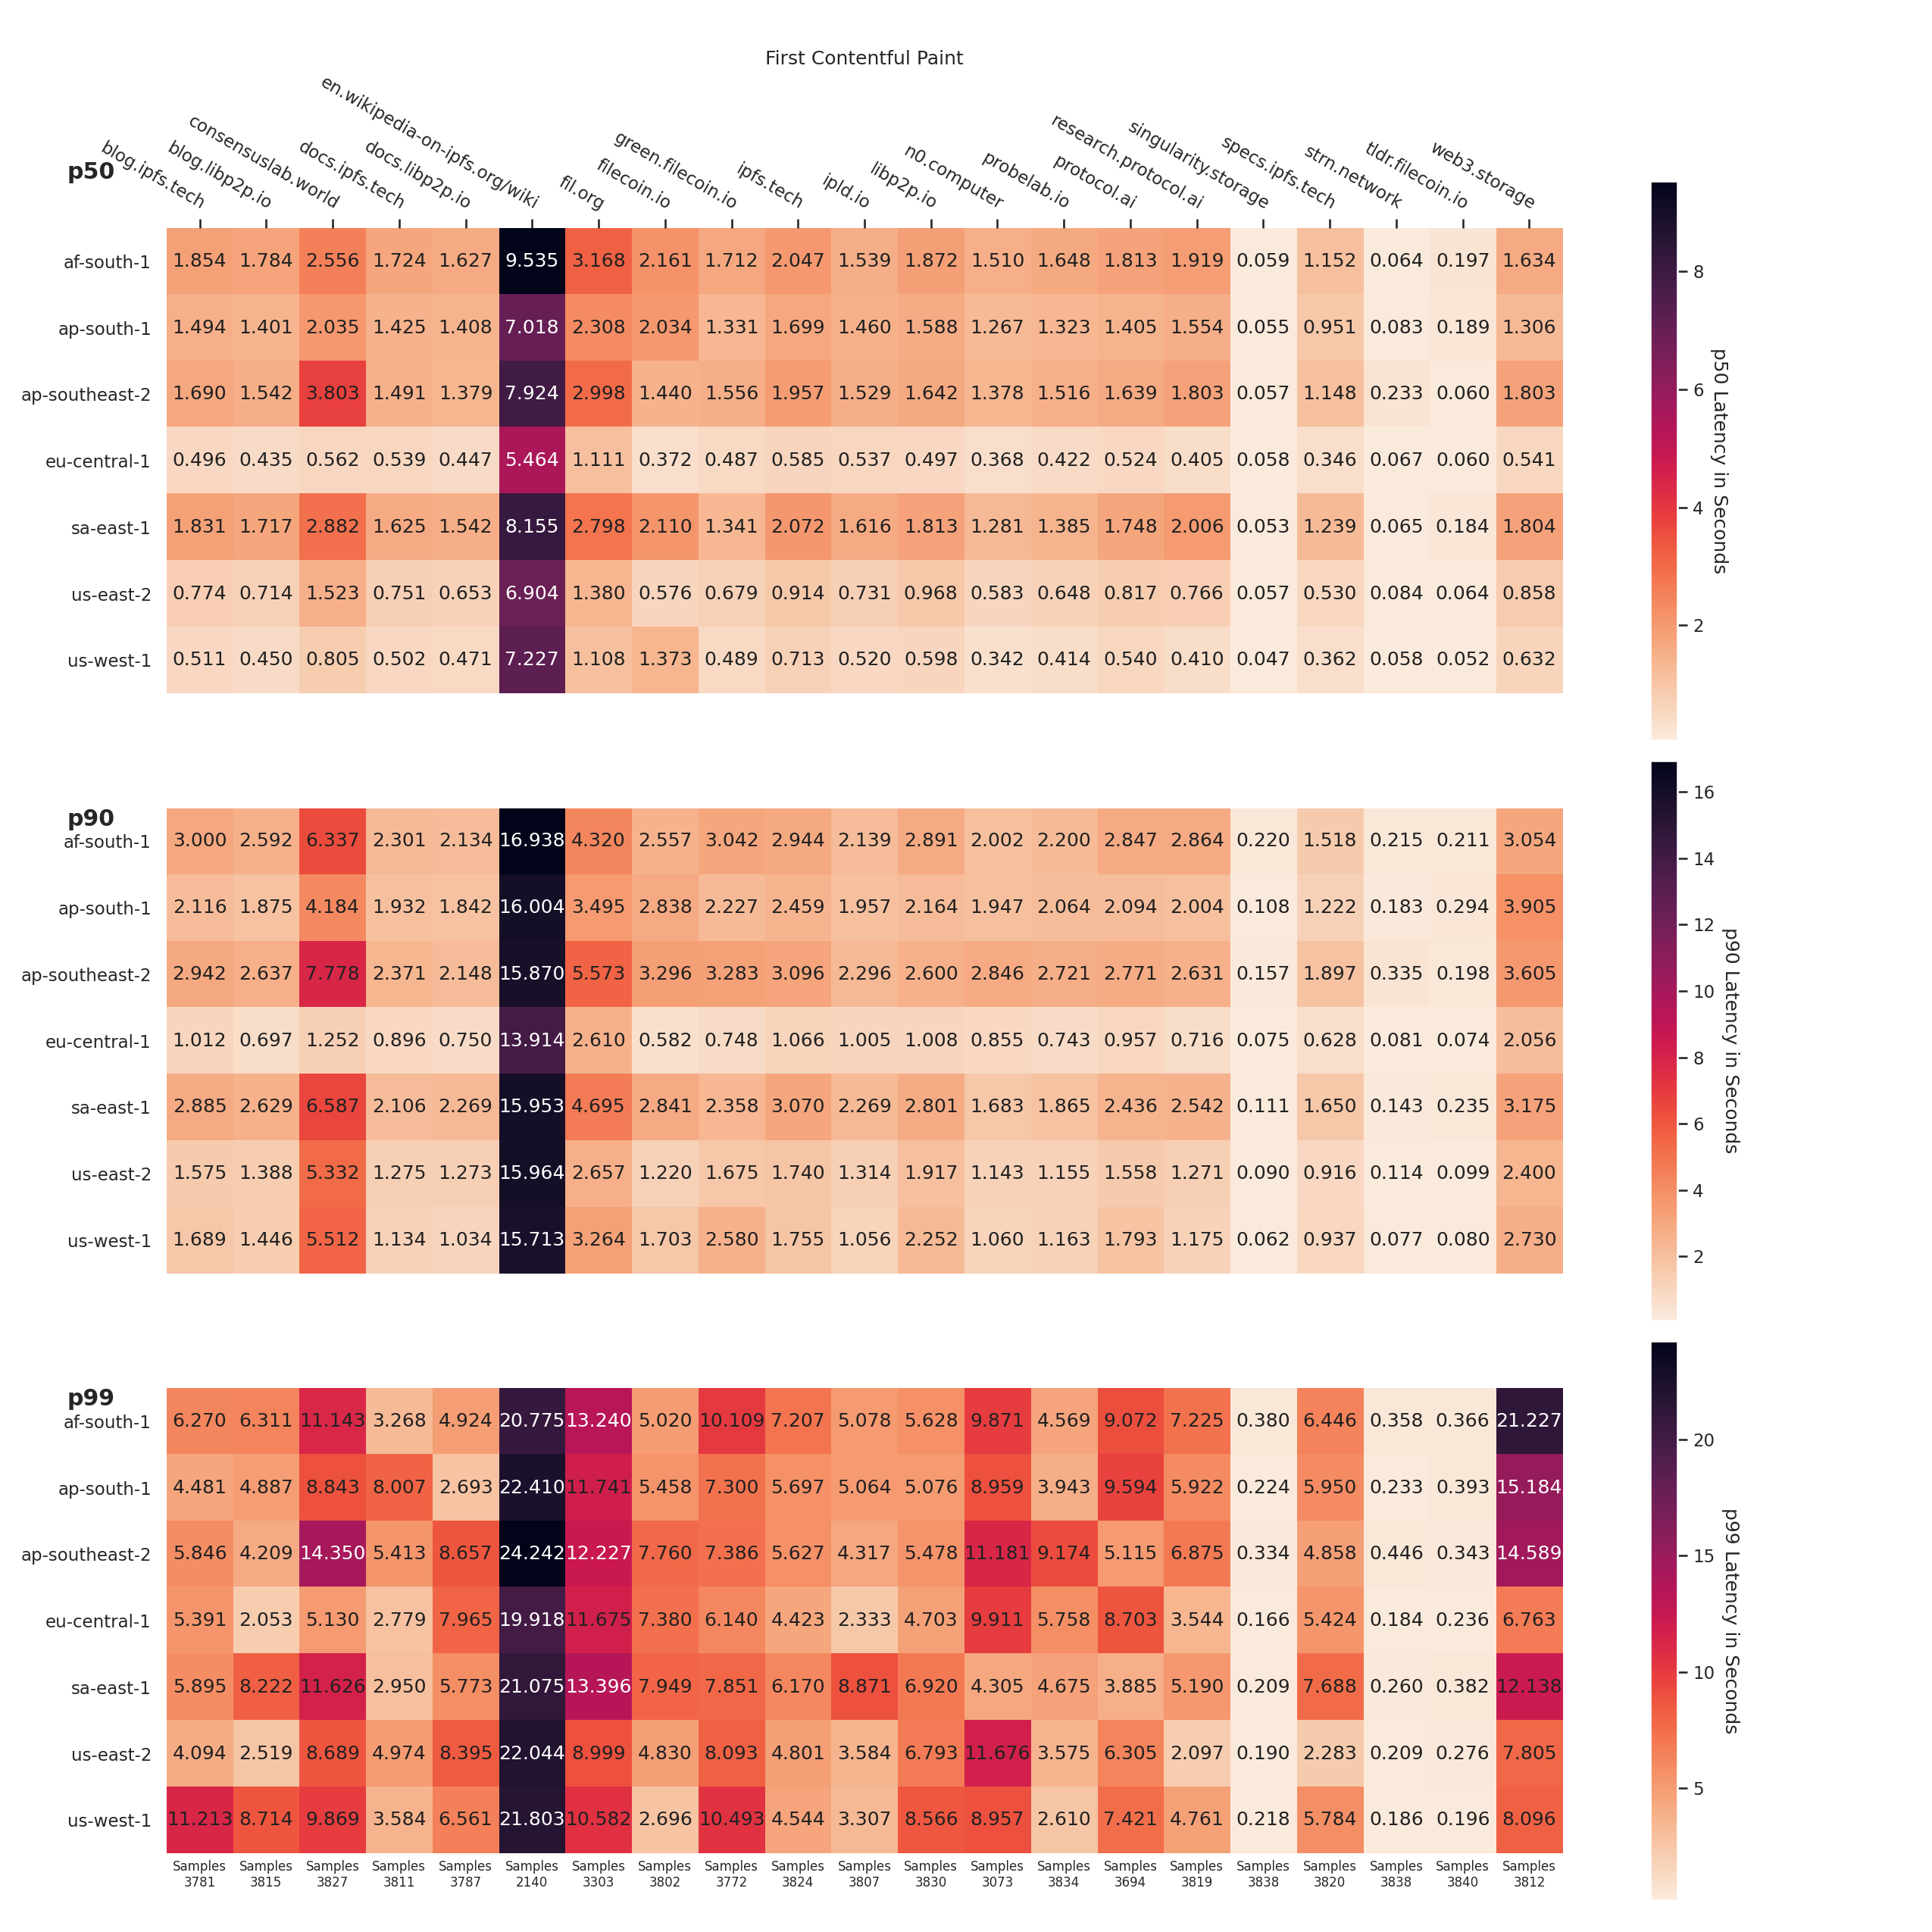 First Contentful Paint
blog.ipfs.tech
blog.libp2p.io
consensuslab.world
docs.ipfs.tech
docs.libp2p.io
en.wikipedia-on-ipfs.org/wiki
fil.org
filecoin.io
green.filecoin.io
ipfs.tech
ipld.io
libp2p.io
n0.computer
probelab.io
protocol.ai
research.protocol.ai
singularity.storage
specs.ipfs.tech
strn.network
tldr.filecoin.io
web3.storage
p50
af-south-1 1.854 1.784 2.556 1.724 1.627 9.535 3.168 2.161 1.712 2.047 1.539 1.872 1.510 1.648 1.813 1.919 0.059 1.152 0.064 0.197 1.634
ap-south-1 1.494 1.401 2.035 1.425 1.408 7.018 2.308 2.034 1.331 1.699 1.460 1.588 1.267 1.323 1.405 1.554 0.055 0.951 0.083 0.189 1.306
ap-southeast-2 1.690 1.542 3.803 1.491 1.379 7.924 2.998 1.440 1.556 1.957 1.529 1.642 1.378 1.516 1.639 1.803 0.057 1.148 0.233 0.060 1.803
eu-central-1 0.496 0.435 0.562 0.539 0.447 5.464 1.111 0.372 0.487 0.585 0.537 0.497 0.368 0.422 0.524 0.405 0.058 0.346 0.067 0.060 0.541
sa-east-1 1.831 1.717 2.882 1.625 1.542 8.155 2.798 2.110 1.341 2.072 1.616 1.813 1.281 1.385 1.748 2.006 0.053 1.239 0.065 0.184 1.804
us-east-2 0.774 0.714 1.523 0.751 0.653 6.904 1.380 0.576 0.679 0.914 0.731 0.968 0.583 0.648 0.817 0.766 0.057 0.530 0.084 0.064 0.858
us-west-1 0.511 0.450 0.805 0.502 0.471 7.227 1.108 1.373 0.489 0.713 0.520 0.598 0.342 0.414 0.540 0.410 0.047 0.362 0.058 0.052 0.632
8
6
4
2
p50 Latency in Seconds
p90
af-south-1 3.000 2.592 6.337 2.301 2.134 16.938 4.320 2.557 3.042 2.944 2.139 2.891 2.002 2.200 2.847 2.864 0.220 1.518 0.215 0.211 3.054
ap-south-1 2.116 1.875 4.184 1.932 1.842 16.004 3.495 2.838 2.227 2.459 1.957 2.164 1.947 2.064 2.094 2.004 0.108 1.222 0.183 0.294 3.905
ap-southeast-2 2.942 2.637 7.778 2.371 2.148 15.870 5.573 3.296 3.283 3.096 2.296 2.600 2.846 2.721 2.771 2.631 0.157 1.897 0.335 0.198 3.605
eu-central-1 1.012 0.697 1.252 0.896 0.750 13.914 2.610 0.582 0.748 1.066 1.005 1.008 0.855 0.743 0.957 0.716 0.075 0.628 0.081 0.074 2.056
sa-east-1 2.885 2.629 6.587 2.106 2.269 15.953 4.695 2.841 2.358 3.070 2.269 2.801 1.683 1.865 2.436 2.542 0.111 1.650 0.143 0.235 3.175
us-east-2 1.575 1.388 5.332 1.275 1.273 15.964 2.657 1.220 1.675 1.740 1.314 1.917 1.143 1.155 1.558 1.271 0.090 0.916 0.114 0.099 2.400
us-west-1 1.689 1.446 5.512 1.134 1.034 15.713 3.264 1.703 2.580 1.755 1.056 2.252 1.060 1.163 1.793 1.175 0.062 0.937 0.077 0.080 2.730
16
14
12
10
8
6
4
2
p90 Latency in Seconds
p99
af-south-1 6.270 6.311 11.143 3.268 4.924 20.775 13.240 5.020 10.109 7.207 5.078 5.628 9.871 4.569 9.072 7.225 0.380 6.446 0.358 0.366 21.227
ap-south-1 4.481 4.887 8.843 8.007 2.693 22.410 11.741 5.458 7.300 5.697 5.064 5.076 8.959 3.943 9.594 5.922 0.224 5.950 0.233 0.393 15.184
ap-southeast-2 5.846 4.209 14.350 5.413 8.657 24.242 12.227 7.760 7.386 5.627 4.317 5.478 11.181 9.174 5.115 6.875 0.334 4.858 0.446 0.343 14.589
eu-central-1 5.391 2.053 5.130 2.779 7.965 19.918 11.675 7.380 6.140 4.423 2.333 4.703 9.911 5.758 8.703 3.544 0.166 5.424 0.184 0.236 6.763
sa-east-1 5.895 8.222 11.626 2.950 5.773 21.075 13.396 7.949 7.851 6.170 8.871 6.920 4.305 4.675 3.885 5.190 0.209 7.688 0.260 0.382 12.138
us-east-2 4.094 2.519 8.689 4.974 8.395 22.044 8.999 4.830 8.093 4.801 3.584 6.793 11.676 3.575 6.305 2.097 0.190 2.283 0.209 0.276 7.805
us-west-1 11.213 8.714 9.869 3.584 6.561 21.803 10.582 2.696 10.493 4.544 3.307 8.566 8.957 2.610 7.421 4.761 0.218 5.784 0.186 0.196 8.096
Samples Samples Samples Samples Samples Samples Samples Samples Samples Samples Samples Samples Samples Samples Samples Samples Samples Samples Samples Samples Samples
3781 3815 3827 3811 3787 2140 3303 3802 3772 3824 3807 3830 3073 3834 3694 3819 3838 3820 3838 3840 3812
20
15
10
5
p99 Latency in Seconds